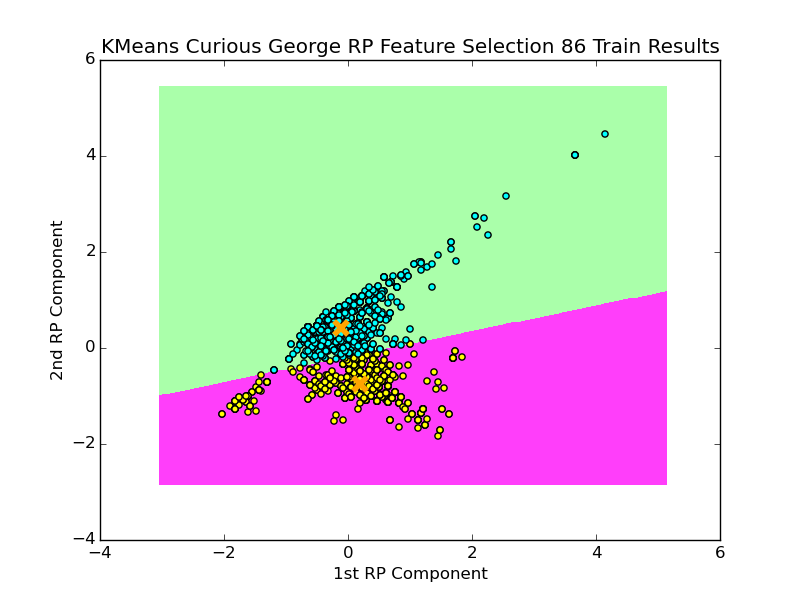 KMeans Curious George RP Feature Selection 86 Train Results
6
4
2
0
−2
−4
2nd RP Component
−4 −2 0 2 4 6
1st RP Component